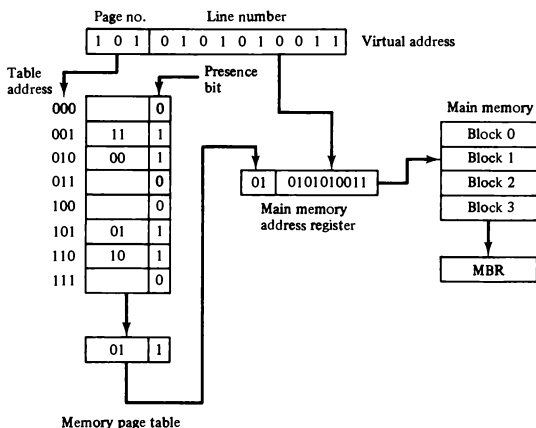 Page no. Line number
1 0 1 0 1 0 1 0 1 0 0 1 1 Virtual address
Table address
Presence bit
000 0
001 11 1
010 00 1
011 0
100 0
101 01 1
110 10 1
111 0
01 1
Memory page table
01 0101010011
Main memory address register
Main memory
Block 0
Block 1
Block 2
Block 3
MBR